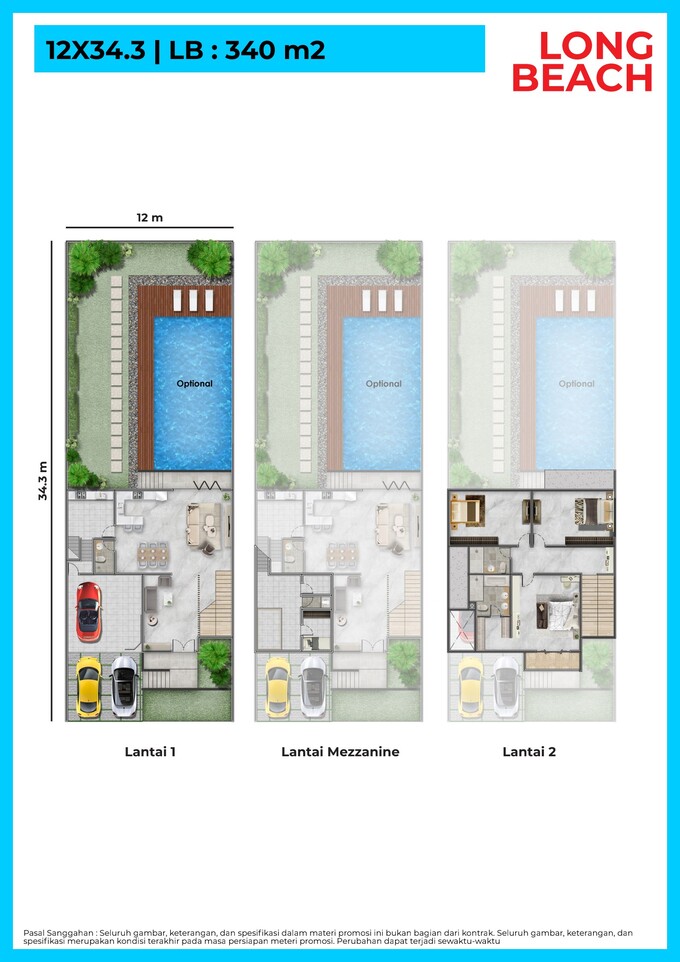 12X34.3 | LB : 340 m2
LONG
BEACH
12 m
34.3 m
Optional
Optional
Optional
Lantai 1
Lantai Mezzanine
Lantai 2
Pasal Sanggahan : Seluruh gambar, keterangan, dan spesifikasi dalam materi promosi ini bukan bagian dari kontrak. Seluruh gambar, keterangan, dan
spesifikasi merupakan kondisi terakhir pada masa persiapan meteri promosi. Perubahan dapat terjadi sewaktu-waktu